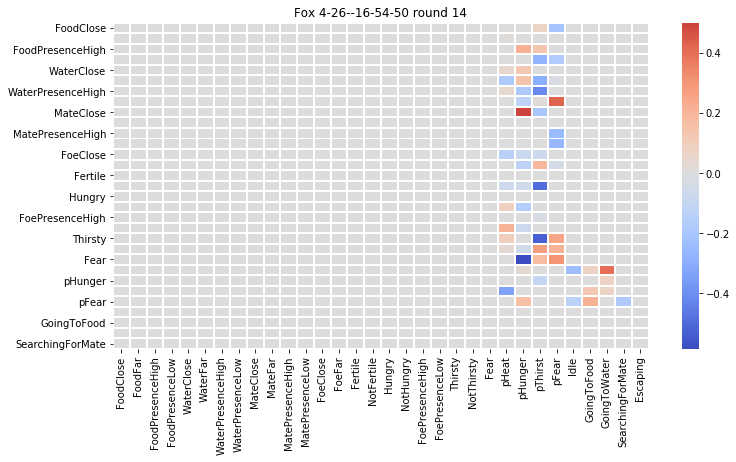 Fox 4-26--16-54-50 round 14
FoodClose
FoodPresenceHigh
WaterClose
WaterPresenceHigh
MateClose
MatePresenceHigh
FoeClose
Fertile
Hungry
FoePresenceHigh
Thirsty
Fear
pHunger
pFear
GoingToFood
SearchingForMate
FoodClose
FoodFar
FoodPresenceHigh
FoodPresenceLow
WaterClose
WaterFar
WaterPresenceHigh
WaterPresenceLow
MateClose
MateFar
MatePresenceHigh
MatePresenceLow
FoeClose
FoeFar
Fertile
NotFertile
Hungry
NotHungry
FoePresenceHigh
FoePresenceLow
Thirsty
NotThirsty
Fear
pHeat
pHunger
pThirst
pFear
Idle
GoingToFood
GoingToWater
SearchingForMate
Escaping
0.4
0.2
0.0
−0.2
−0.4